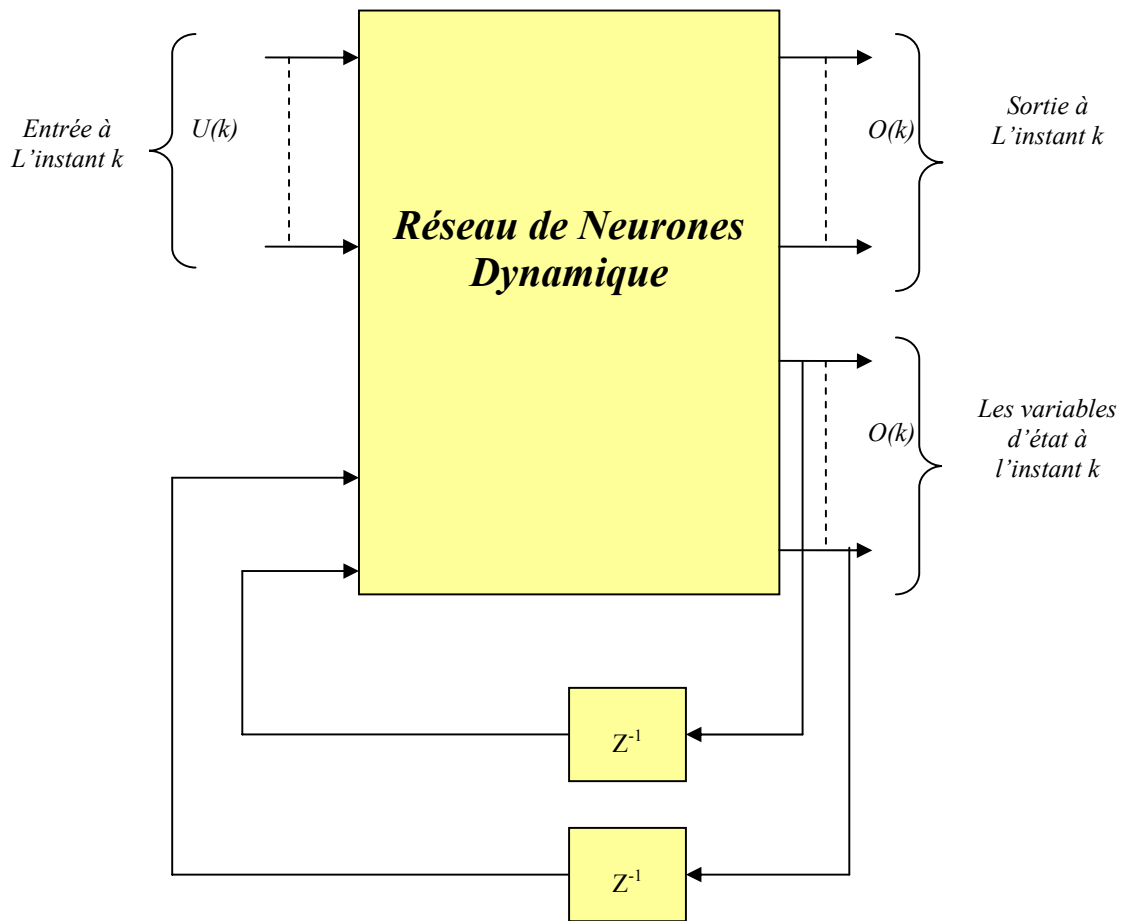 Entrée à
L'instant k
U(k)
Réseau de Neurones
Dynamique
O(k)
Sortie à
L'instant k
O(k)
Les variables
d'état à
l'instant k
Z-1
Z-1